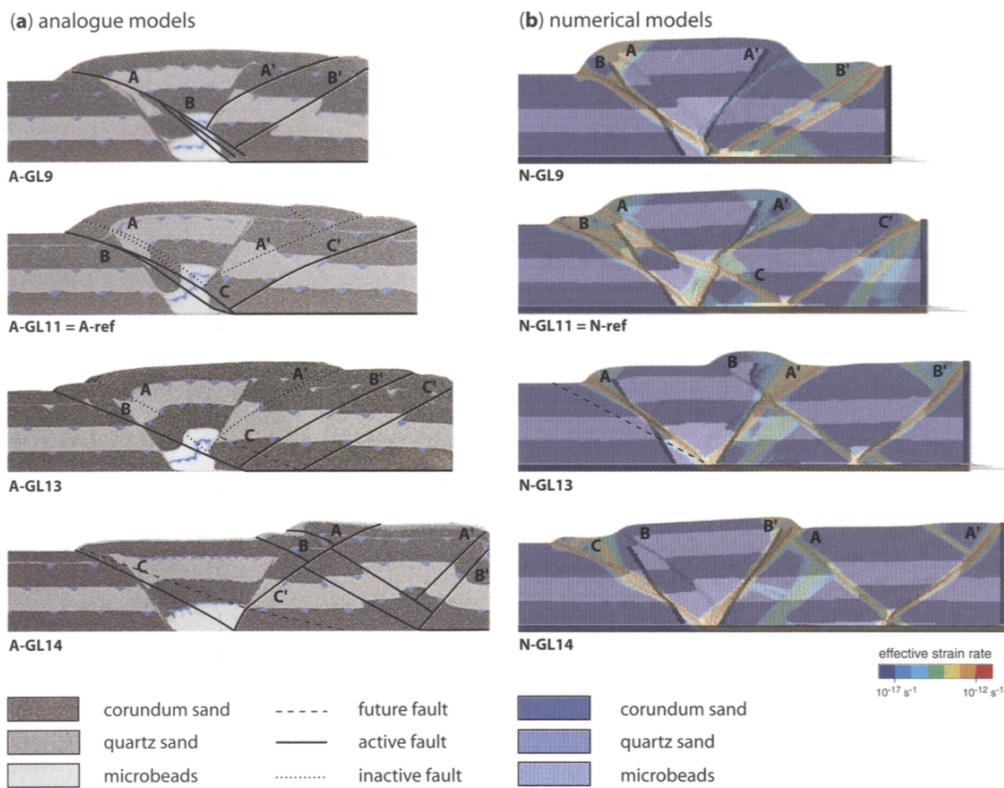 (a) analogue models
(b) numerical models
A
B
A'
B'
A-GL9
A
B
A'
B'
N-GL9
A
B
A'
C'
C
A-GL11 = A-ref
A
B
A'
C'
C
N-GL11 = N-ref
A
B
A'
B'
C'
C
A-GL13
A
B
A'
B'
N-GL13
A
B
C
A'
B'
C'
A-GL14
C
B
B'
A
A'
N-GL14
effective strain rate
10⁻¹⁷ s⁻¹
10⁻¹² s⁻¹
corundum sand
future fault
corundum sand
quartz sand
active fault
quartz sand
microbeads
inactive fault
microbeads